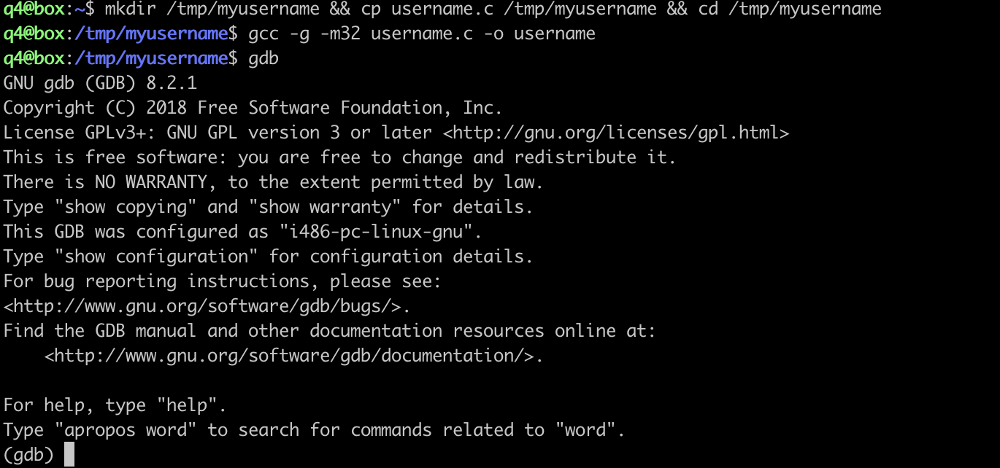 q4@box:~$ mkdir /tmp/myusername && cp username.c /tmp/myusername && cd /tmp/myusername
q4@box:/tmp/myusername$ gcc -g -m32 username.c -o username
q4@box:/tmp/myusername$ gdb
GNU gdb (GDB) 8.2.1
Copyright (C) 2018 Free Software Foundation, Inc.
License GPLv3+: GNU GPL version 3 or later <http://gnu.org/licenses/gpl.html>
This is free software: you are free to change and redistribute it.
There is NO WARRANTY, to the extent permitted by law.
Type "show copying" and "show warranty" for details.
This GDB was configured as "i486-pc-linux-gnu".
Type "show configuration" for configuration details.
For bug reporting instructions, please see:
<http://www.gnu.org/software/gdb/bugs/>.
Find the GDB manual and other documentation resources online at:
    <http://www.gnu.org/software/gdb/documentation/>.

For help, type "help".
Type "apropos word" to search for commands related to "word".
(gdb)